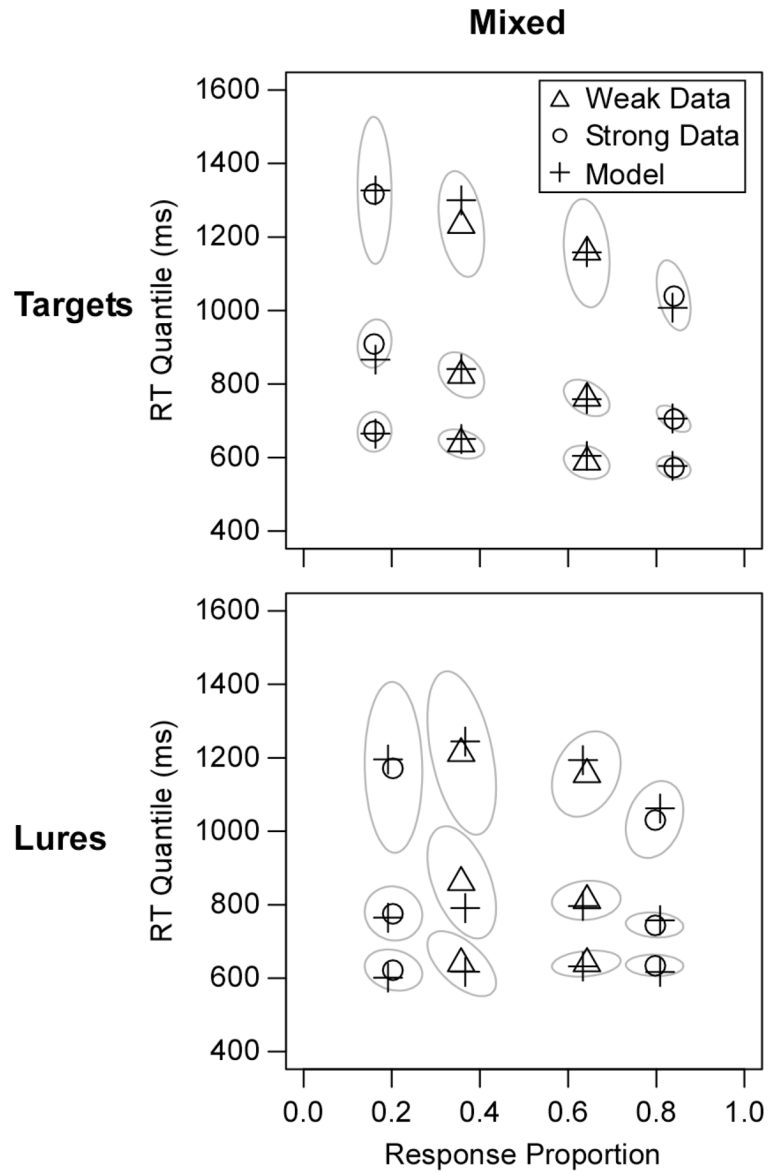 Mixed
Targets
RT Quantile (ms)
1600
1400
1200
1000
800
600
400
Weak Data
Strong Data
Model
Lures
RT Quantile (ms)
1600
1400
1200
1000
800
600
400
0.0 0.2 0.4 0.6 0.8 1.0
Response Proportion